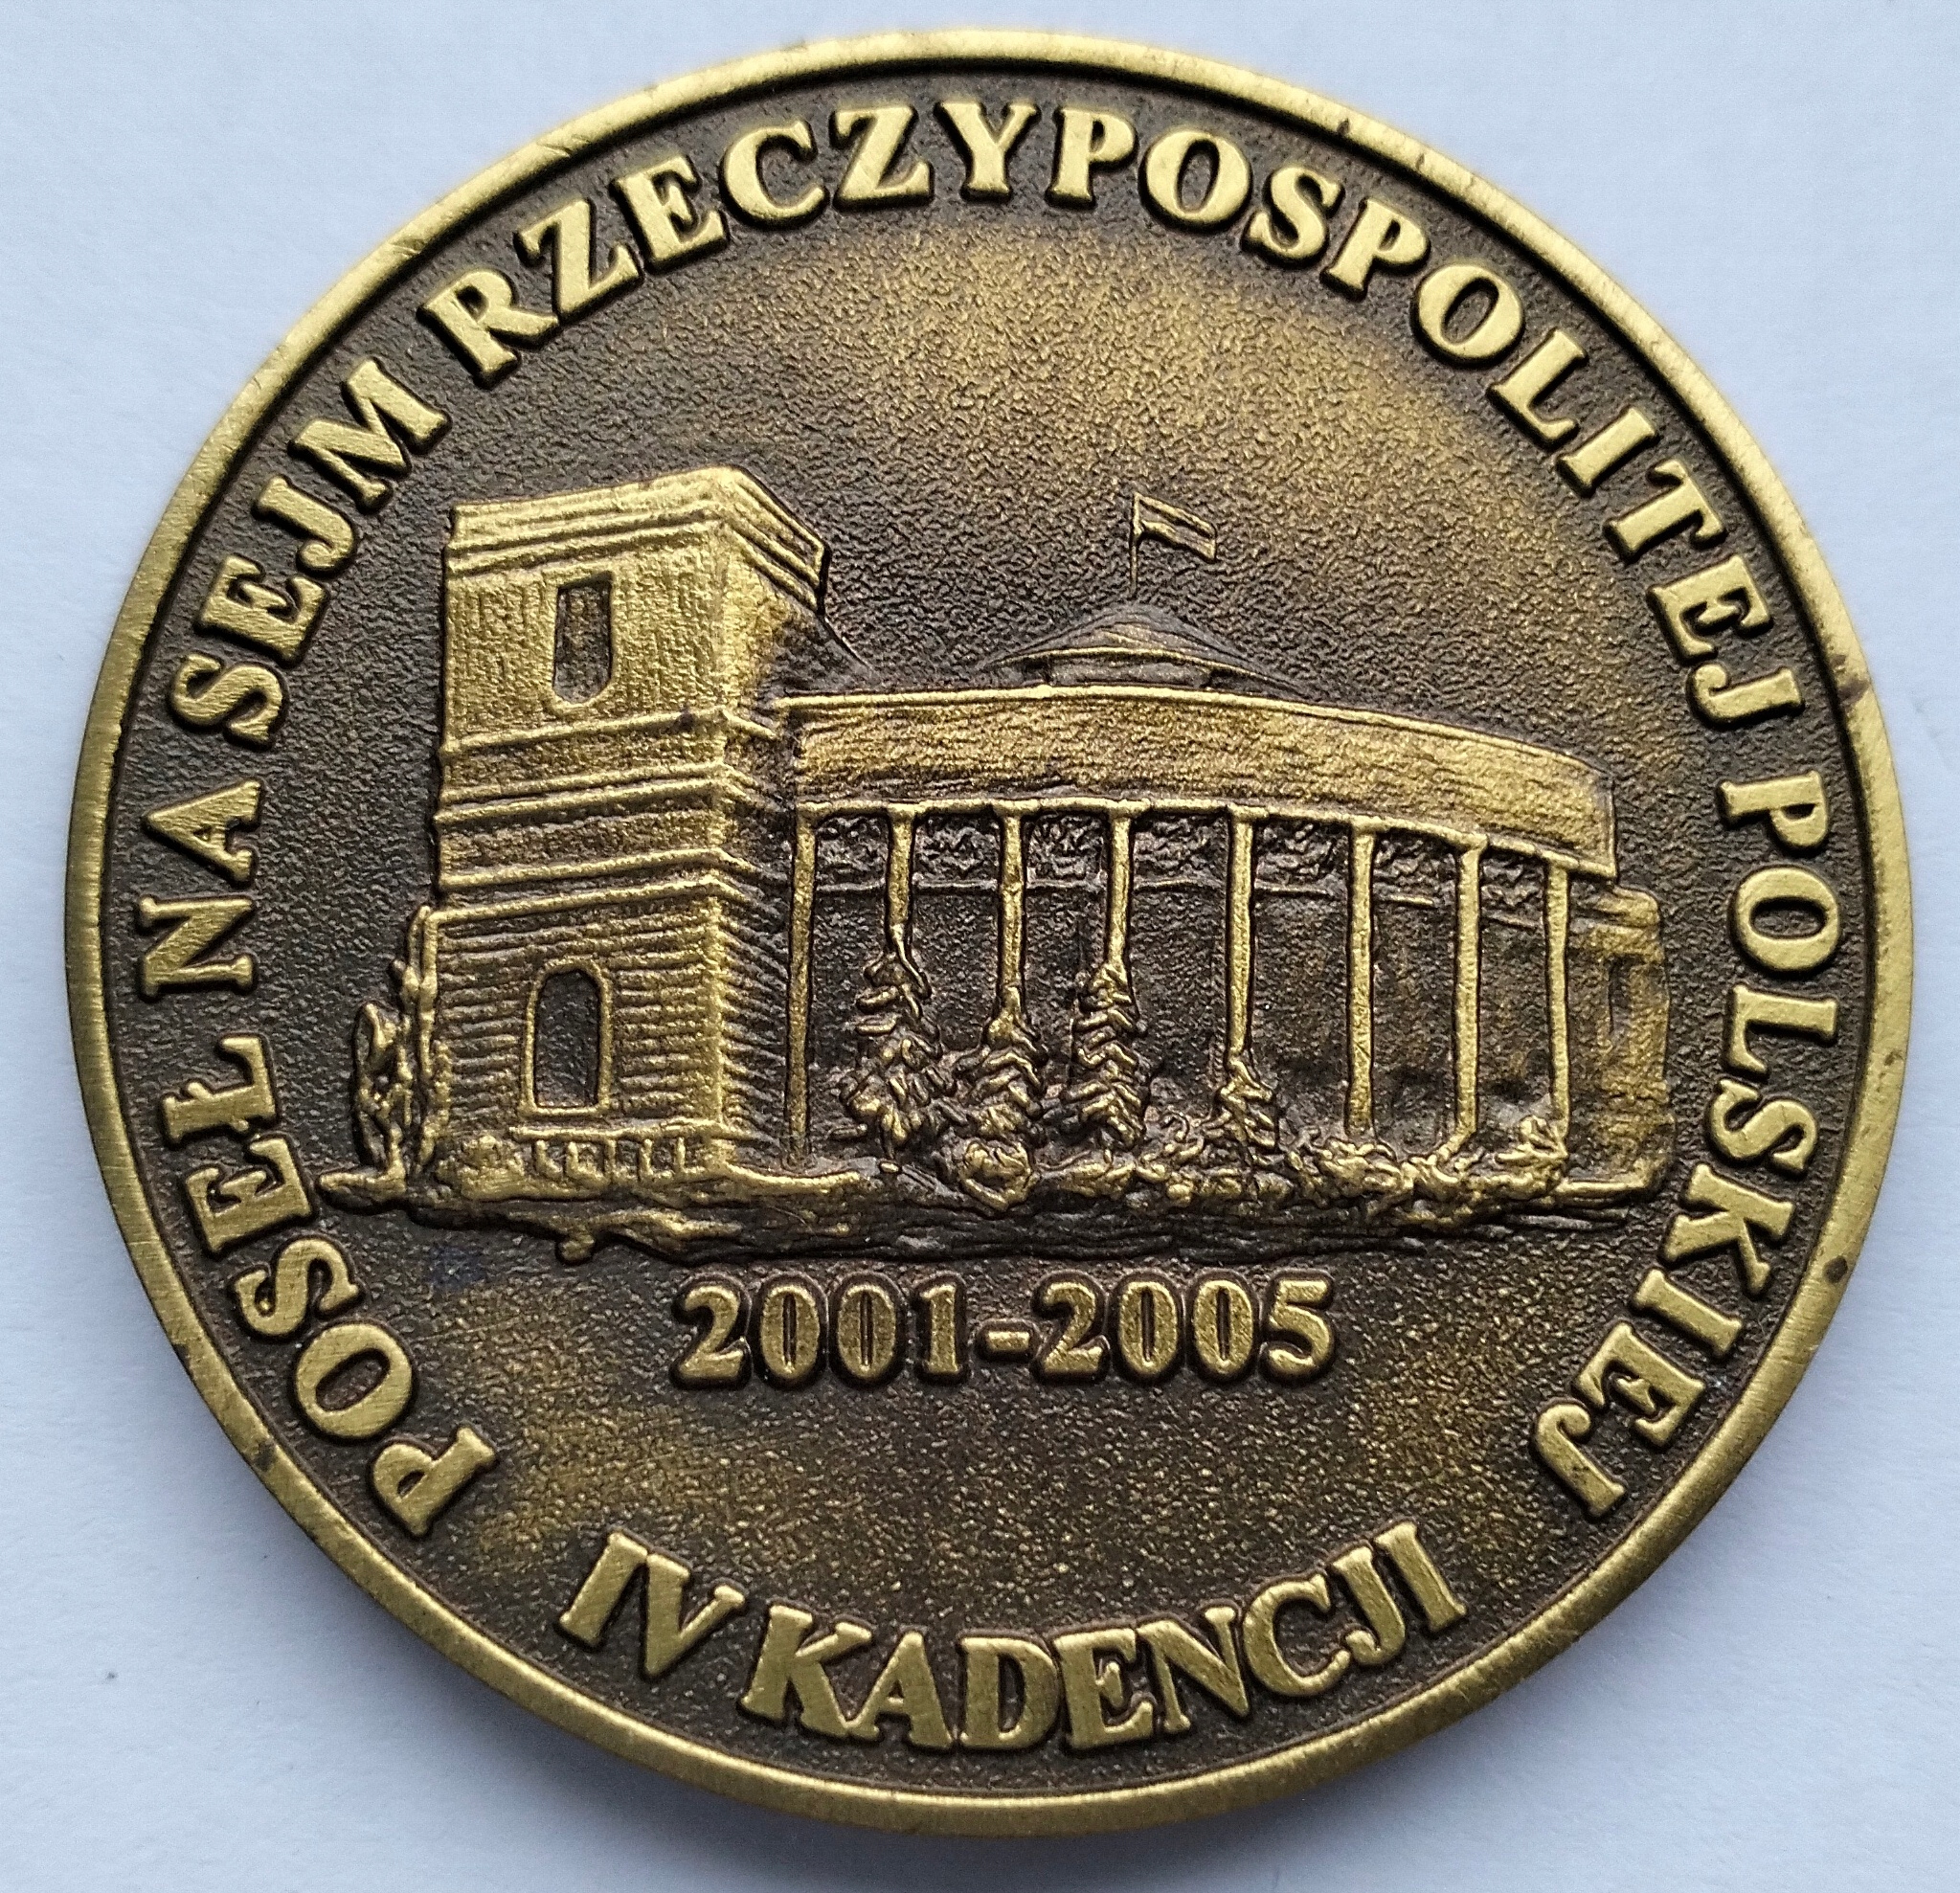 POSEŁ NA SEJM RZECZYPOSPOLITEJ POLSKIEJ
2001-2005
IV KADENCJI